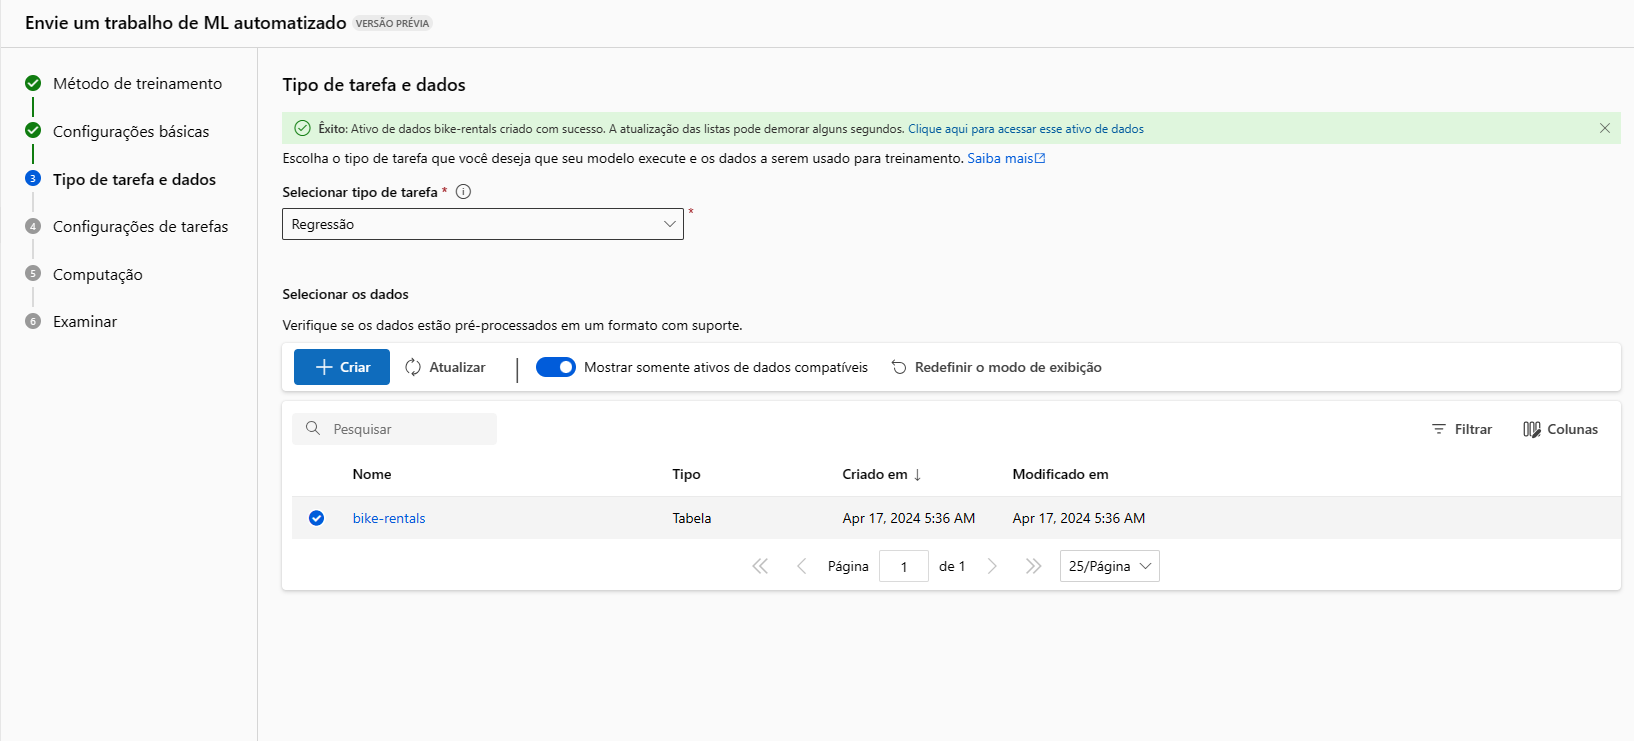 Envie um trabalho de ML automatizado VERSÃO PRÉVIA
Método de treinamento
Configurações básicas
3 Tipo de tarefa e dados
4 Configurações de tarefas
5 Computação
6 Examinar
Tipo de tarefa e dados
Êxito: Ativo de dados bike-rentals criado com sucesso. A atualização das listas pode demorar alguns segundos. Clique aqui para acessar esse ativo de dados
Escolha o tipo de tarefa que você deseja que seu modelo execute e os dados a serem usado para treinamento. Saiba mais
Selecionar tipo de tarefa *
Regressão *
Selecionar os dados
Verifique se os dados estão pré-processados em um formato com suporte.
Criar Atualizar | Mostrar somente ativos de dados compatíveis Redefinir o modo de exibição
Pesquisar Filtrar Colunas
Nome Tipo Criado em ↓ Modificado em
bike-rentals Tabela Apr 17, 2024 5:36 AM Apr 17, 2024 5:36 AM
Página 1 de 1 25/Página